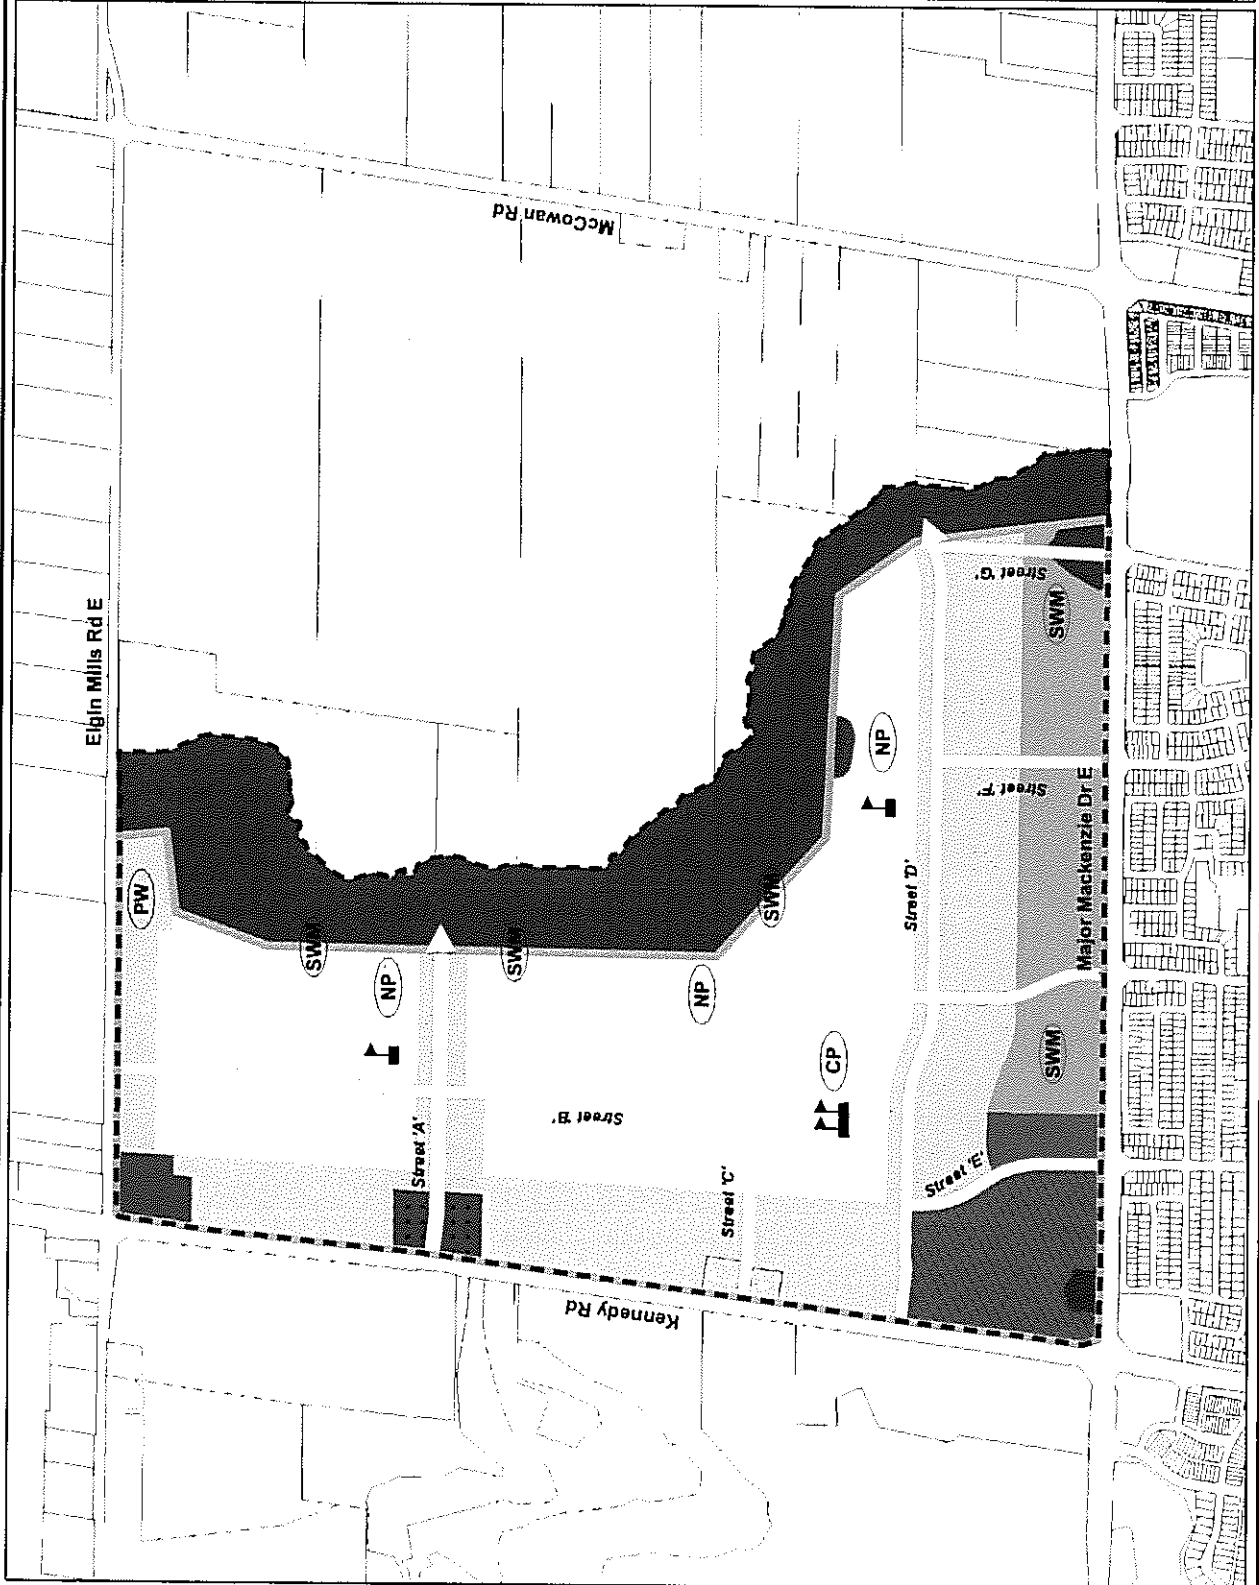 Elgin Mills Rd E
McCowan Rd
PW
SWM
NP
SWM
NP
SWM
NP
CP
SWM
SWM
Street 'A'
Street 'B'
Street 'C'
Street 'D'
Street 'E'
Street 'F'
Street 'G'
Kennedy Rd
Major Mackenzie Dr E